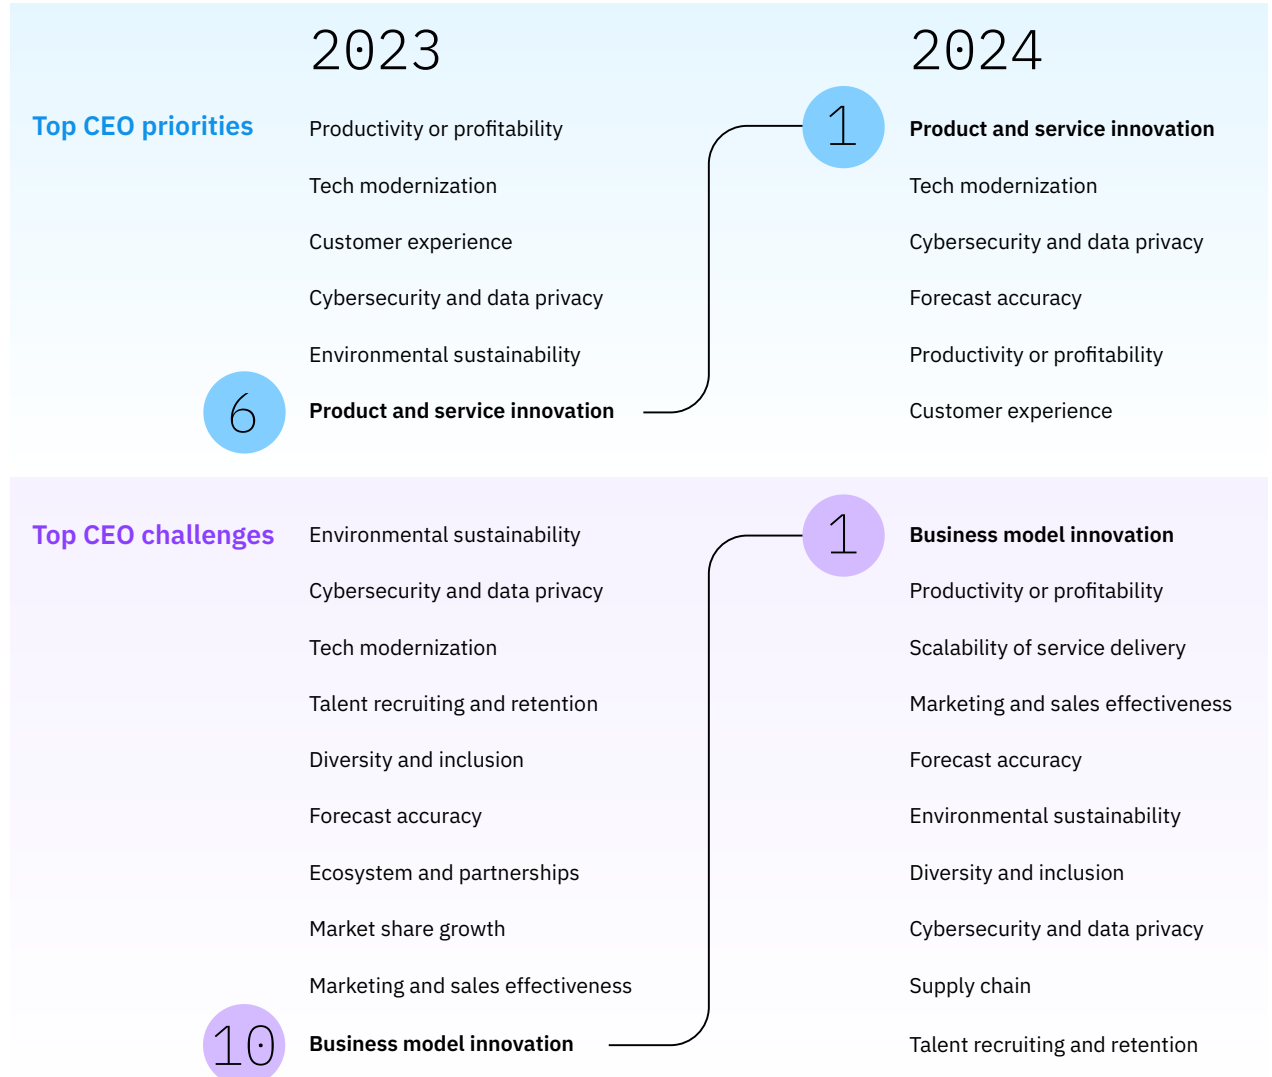 2023
2024
Top CEO priorities
Productivity or profitability
1
Product and service innovation
Tech modernization
Tech modernization
Customer experience
Cybersecurity and data privacy
Cybersecurity and data privacy
Forecast accuracy
Environmental sustainability
Productivity or profitability
6
Product and service innovation
Customer experience
Top CEO challenges
Environmental sustainability
1
Business model innovation
Cybersecurity and data privacy
Productivity or profitability
Tech modernization
Scalability of service delivery
Talent recruiting and retention
Marketing and sales effectiveness
Diversity and inclusion
Forecast accuracy
Forecast accuracy
Environmental sustainability
Ecosystem and partnerships
Diversity and inclusion
Market share growth
Cybersecurity and data privacy
Marketing and sales effectiveness
Supply chain
10
Business model innovation
Talent recruiting and retention